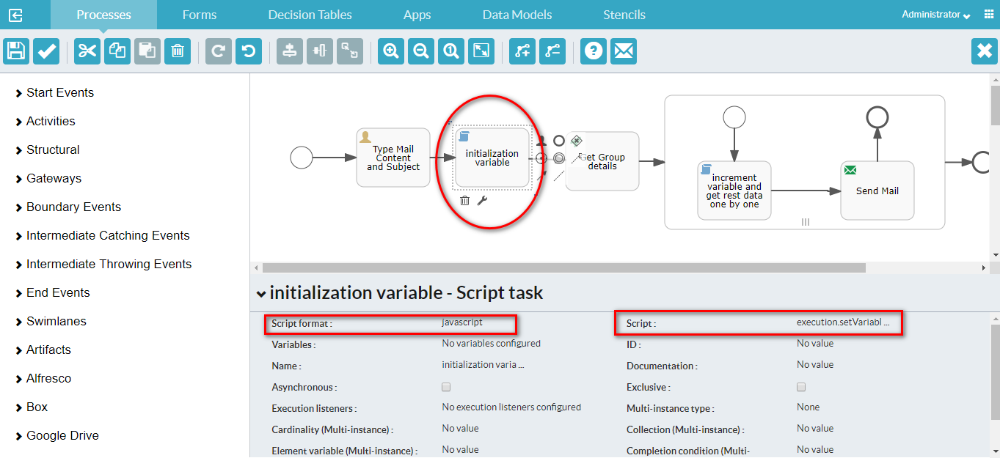 Processes
Forms
Decision Tables
Apps
Data Models
Stencils
Administrator
Start Events
Activities
Structural
Gateways
Boundary Events
Intermediate Catching Events
Intermediate Throwing Events
End Events
Swimlanes
Artifacts
Alfresco
Box
Google Drive
Type Mail
Content
and Subject
initialization
variable
Get Group
details
increment
variable and
get rest data
one by one
Send Mail
initialization variable - Script task
Script format : javascript
Script : execution.setVariabl ...
Variables : No variables configured
ID : No value
Name : initialization varia ...
Documentation : No value
Asynchronous :
Exclusive :
Execution listeners : No execution listeners configured
Multi-instance type : None
Cardinality (Multi-instance) : No value
Collection (Multi-instance) : No value
Element variable (Multi-instance) : No value
Completion condition (Multi- No value